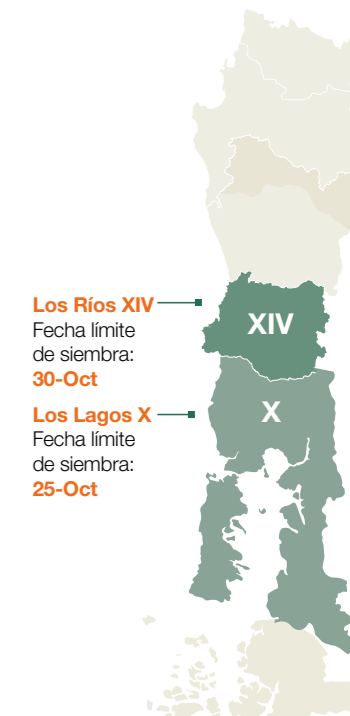 Los Ríos XIV
Fecha límite
de siembra:
30-Oct
XIV
Los Lagos X
Fecha límite
de siembra:
25-Oct
X